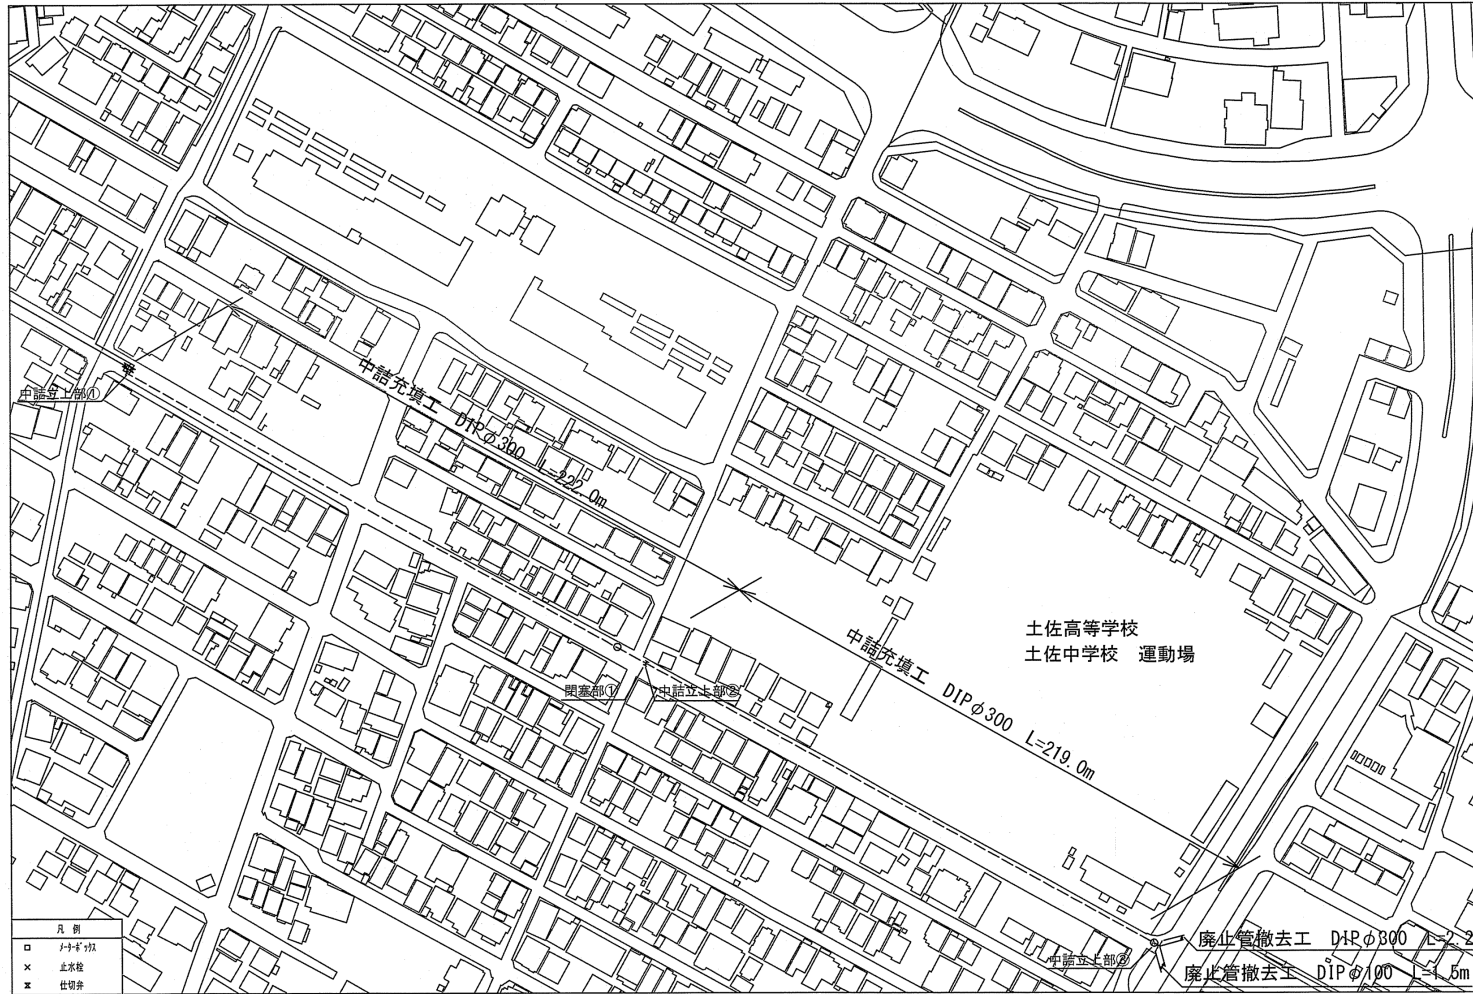 中詰立上部①
中詰充填工 DIPφ300 L=222.0m
土佐高等学校
土佐中学校 運動場
中詰充填工 DIPφ300 L=219.0m
閉塞部①
中詰立上部②
中詰立上部③
廃止管撤去工 DIPφ300 L=2.2
廃止管撤去工 DIPφ100 L=1.5m
凡例
メーターボックス
止水栓
仕切弁